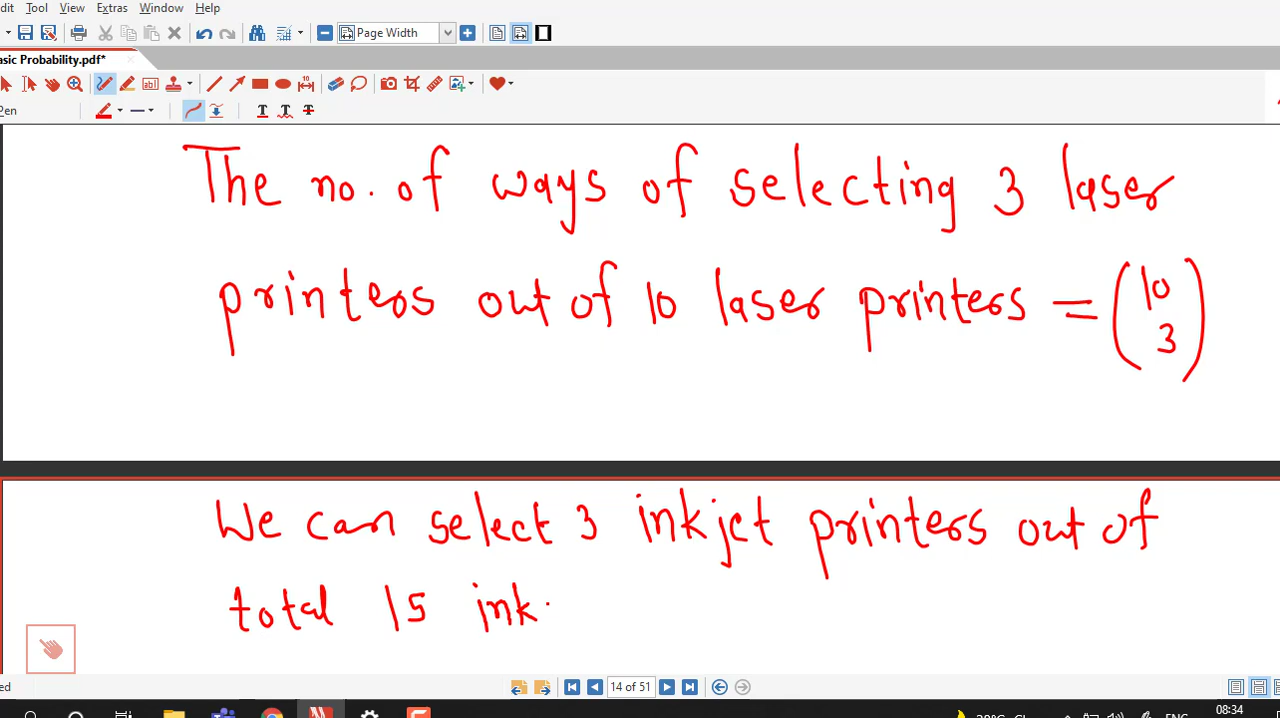 dit Tool View Extras Window Help
Page Width
asic Probability.pdf*
Pen
The no. of ways of selecting 3 laser
printers out of 10 laser printers = (10
3)
We can select 3 inkjet printers out of
total 15 ink
ed
14 of 51
08:34